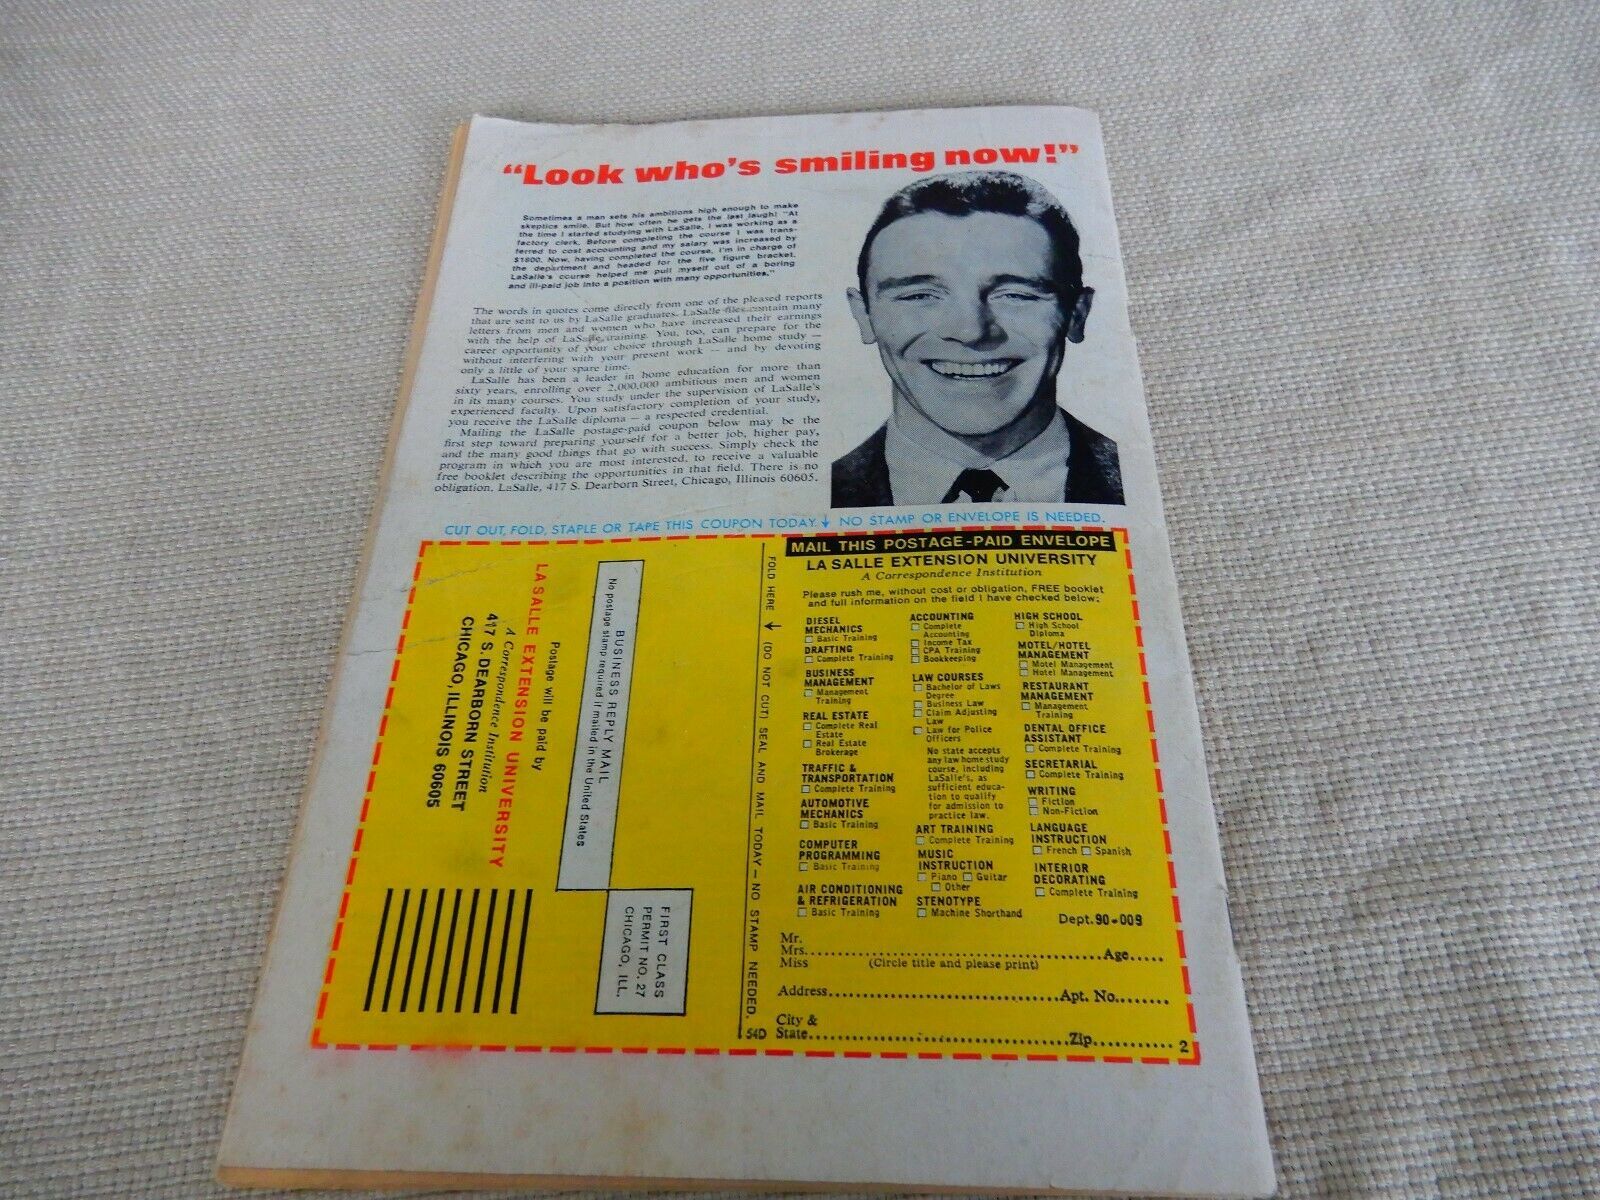 “Look who’s smiling now!”
Sometimes a man sets his ambitions high enough to make
skeptics smile. But how often he gets the last laugh! “At
the time I started studying with LaSalle, I was working as a
factory clerk. Before completing the course I was trans-
ferred to cost accounting and my salary was increased by
$1800. Now, having completed the course, I’m in charge of
the department and headed for the five figure bracket.
LaSalle’s course helped me pull myself out of a boring
and ill-paid job into a position with many opportunities.”
The words in quotes come directly from one of the pleased reports
that are sent to us by LaSalle graduates. LaSalle files contain many
letters from men and women who have increased their earnings
with the help of LaSalle training. You, too, can prepare for the
career opportunity of your choice through LaSalle home study —
without interfering with your present work — and by devoting
only a little of your spare time.
LaSalle has been a leader in home education for more than
sixty years, enrolling over 2,000,000 ambitious men and women
in its many courses. You study under the supervision of LaSalle’s
experienced faculty. Upon satisfactory completion of your study,
you receive the LaSalle diploma — a respected credential.
Mailing the LaSalle postage-paid coupon below may be the
first step toward preparing yourself for a better job, higher pay,
and the many good things that go with success. Simply check the
program in which you are most interested, to receive a valuable
free booklet describing the opportunities in that field. There is no
obligation. LaSalle, 417 S. Dearborn Street, Chicago, Illinois 60605.
CUT OUT, FOLD, STAPLE OR TAPE THIS COUPON TODAY. ↓ NO STAMP OR ENVELOPE IS NEEDED.
FIRST CLASS
PERMIT NO. 27
CHICAGO, ILL.
BUSINESS REPLY MAIL
No postage stamp required if mailed in the United States
Postage will be paid by
LA SALLE EXTENSION UNIVERSITY
A Correspondence Institution
417 S. DEARBORN STREET
CHICAGO, ILLINOIS 60605
FOLD HERE ↓ (DO NOT CUT) SEAL AND MAIL TODAY — NO STAMP NEEDED.
54D
MAIL THIS POSTAGE-PAID ENVELOPE
LA SALLE EXTENSION UNIVERSITY
A Correspondence Institution
Please rush me, without cost or obligation, FREE booklet
and full information on the field I have checked below:
DIESEL
MECHANICS
☐ Basic Training
DRAFTING
☐ Complete Training
BUSINESS
MANAGEMENT
☐ Management
Training
REAL ESTATE
☐ Complete Real
Estate
☐ Real Estate
Brokerage
TRAFFIC &
TRANSPORTATION
☐ Complete Training
AUTOMOTIVE
MECHANICS
☐ Basic Training
COMPUTER
PROGRAMMING
☐ Basic Training
AIR CONDITIONING
& REFRIGERATION
☐ Basic Training
ACCOUNTING
☐ Complete
Accounting
☐ Income Tax
☐ CPA Training
☐ Bookkeeping
LAW COURSES
☐ Bachelor of Laws
Degree
☐ Business Law
☐ Claim Adjusting
Law
☐ Law for Police
Officers
No state accepts
any law home study
course, including
LaSalle’s, as
sufficient educa-
tion to qualify
for admission to
practice law.
ART TRAINING
☐ Complete Training
MUSIC
INSTRUCTION
☐ Piano ☐ Guitar
☐ Other
STENOTYPE
☐ Machine Shorthand
HIGH SCHOOL
☐ High School
Diploma
MOTEL/HOTEL
MANAGEMENT
☐ Motel Management
☐ Hotel Management
RESTAURANT
MANAGEMENT
☐ Management
Training
DENTAL OFFICE
ASSISTANT
☐ Complete Training
SECRETARIAL
☐ Complete Training
WRITING
☐ Fiction
☐ Non-Fiction
LANGUAGE
INSTRUCTION
☐ French ☐ Spanish
INTERIOR
DECORATING
☐ Complete Training
Dept. 90-009
Mr.
Mrs. Age
Miss (Circle title and please print)
Address Apt. No.
City &
State Zip 2